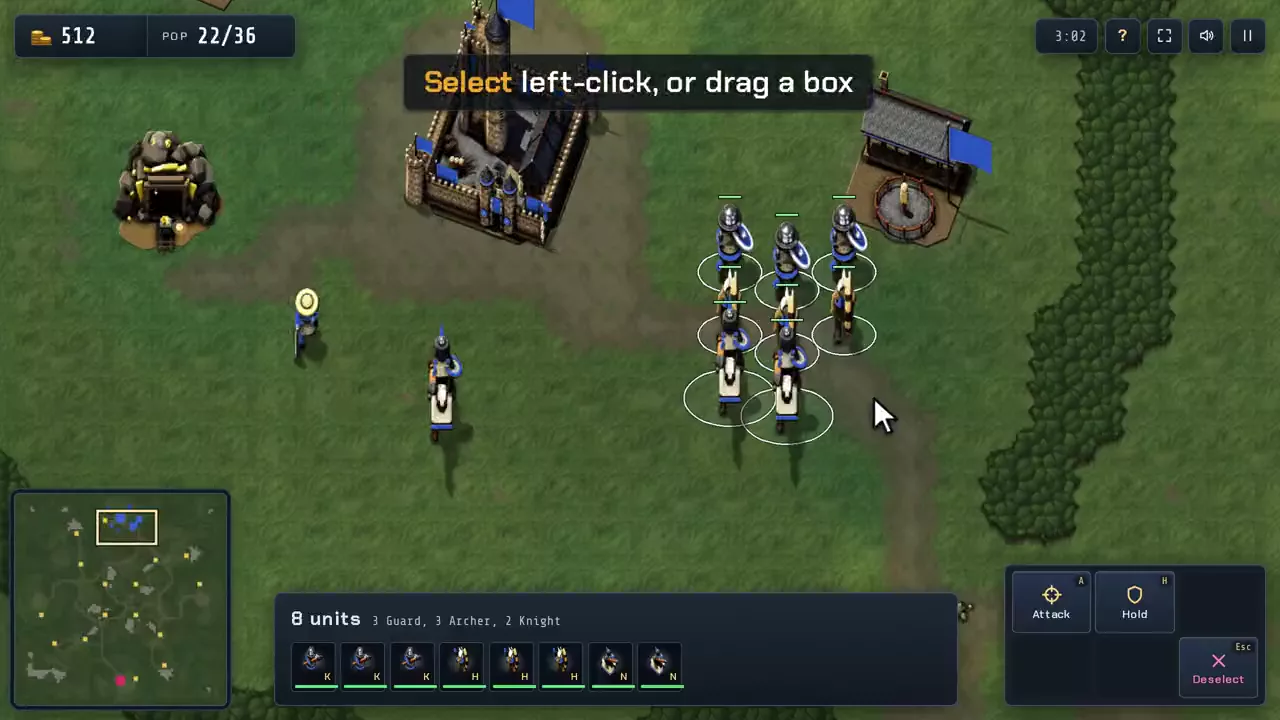 512 POP 22/36
3:02 ?
Select left-click, or drag a box
8 units 3 Guard, 3 Archer, 2 Knight
K K K H H H N N
A H
Attack Hold
Esc
Deselect